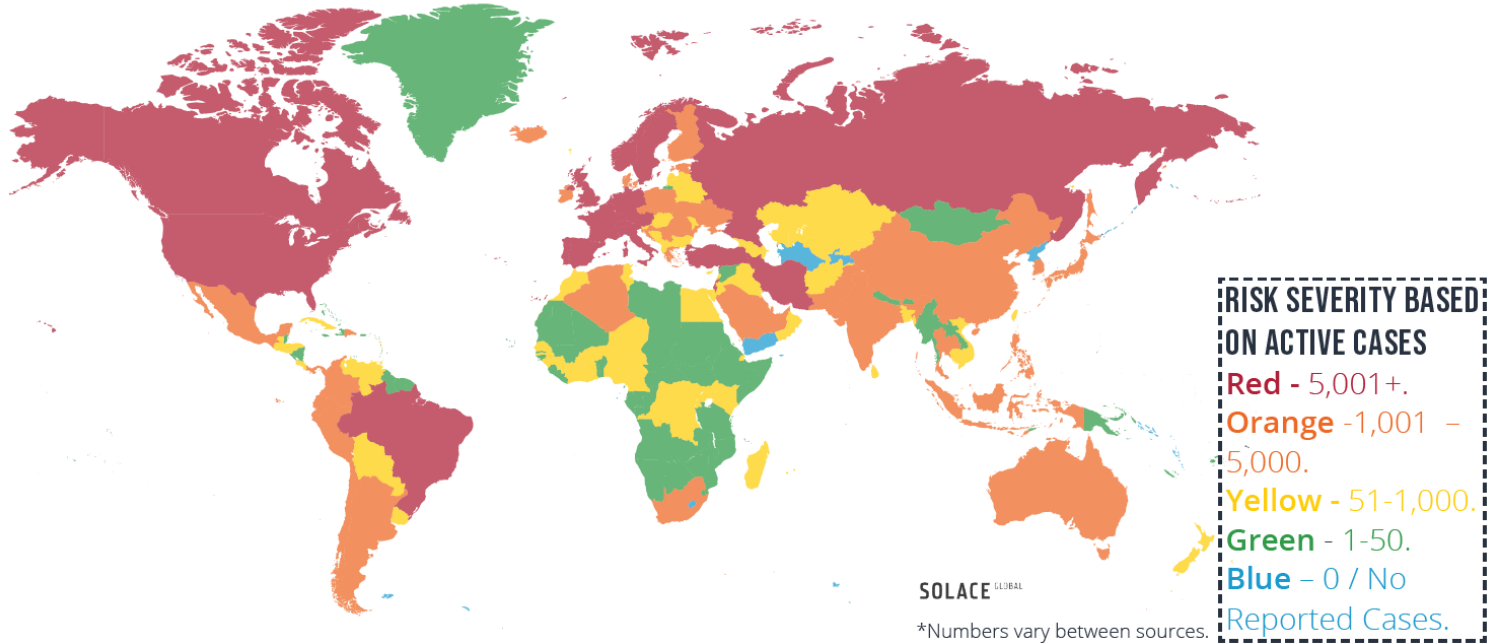 RISK SEVERITY BASED
ON ACTIVE CASES
Red - 5,001+.
Orange -1,001 –
5,000.
Yellow - 51-1,000.
Green - 1-50.
Blue – 0 / No
Reported Cases.
SOLACE GLOBAL
*Numbers vary between sources.